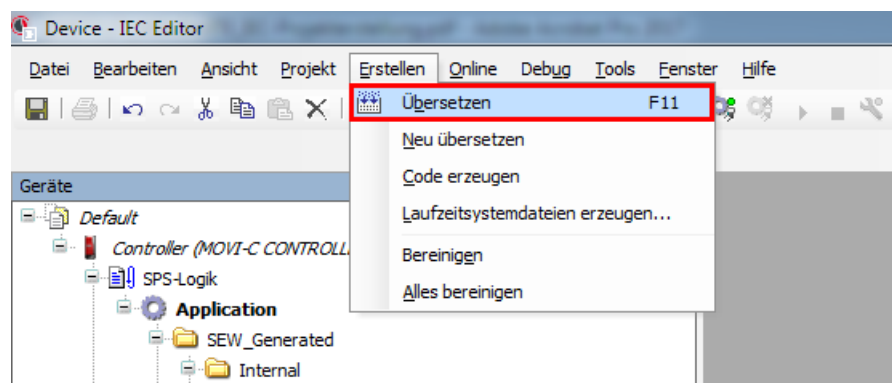 Device - IEC Editor
Datei Bearbeiten Ansicht Projekt Erstellen Online Debug Tools Fenster Hilfe
Übersetzen F11
Neu übersetzen
Code erzeugen
Laufzeitsystemdateien erzeugen...
Bereinigen
Alles bereinigen
Geräte
Default
Controller (MOVI-C CONTROLL
SPS-Logik
Application
SEW_Generated
Internal